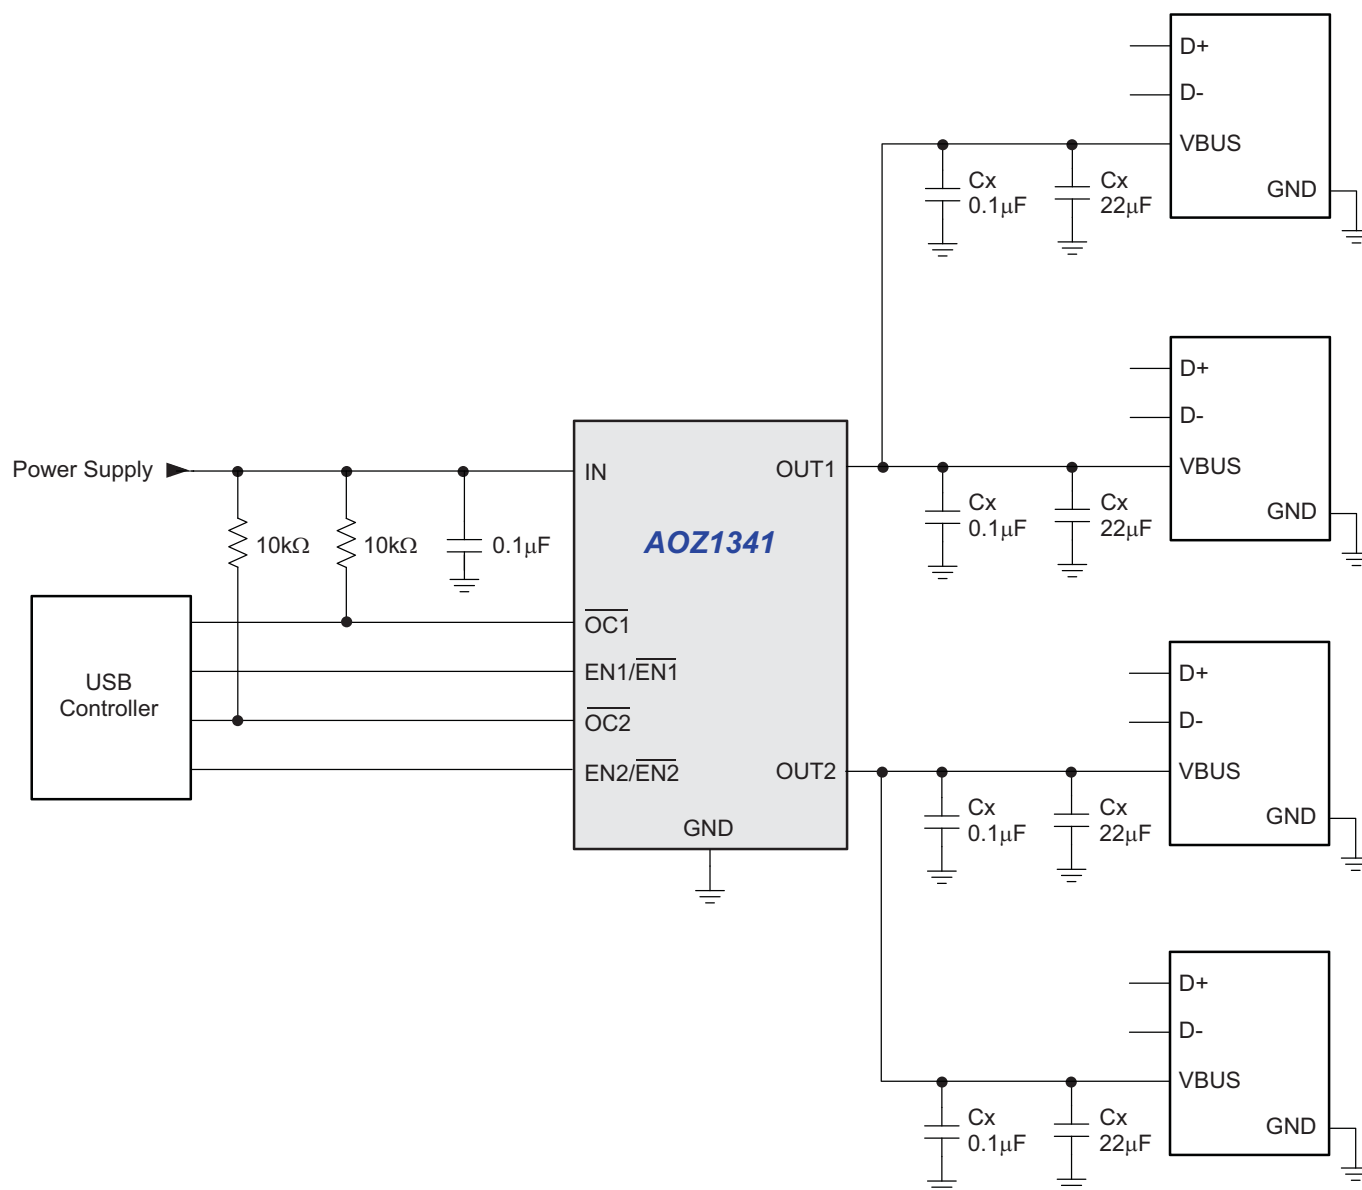 D+
D-
VBUS
GND
Cx
0.1μF
Cx
22μF
D+
D-
VBUS
GND
Cx
0.1μF
Cx
22μF
Power Supply
10kΩ
10kΩ
0.1μF
IN
OUT1
AOZ1341
OC1
EN1/EN1
OC2
EN2/EN2
OUT2
GND
USB
Controller
D+
D-
VBUS
GND
Cx
0.1μF
Cx
22μF
D+
D-
VBUS
GND
Cx
0.1μF
Cx
22μF